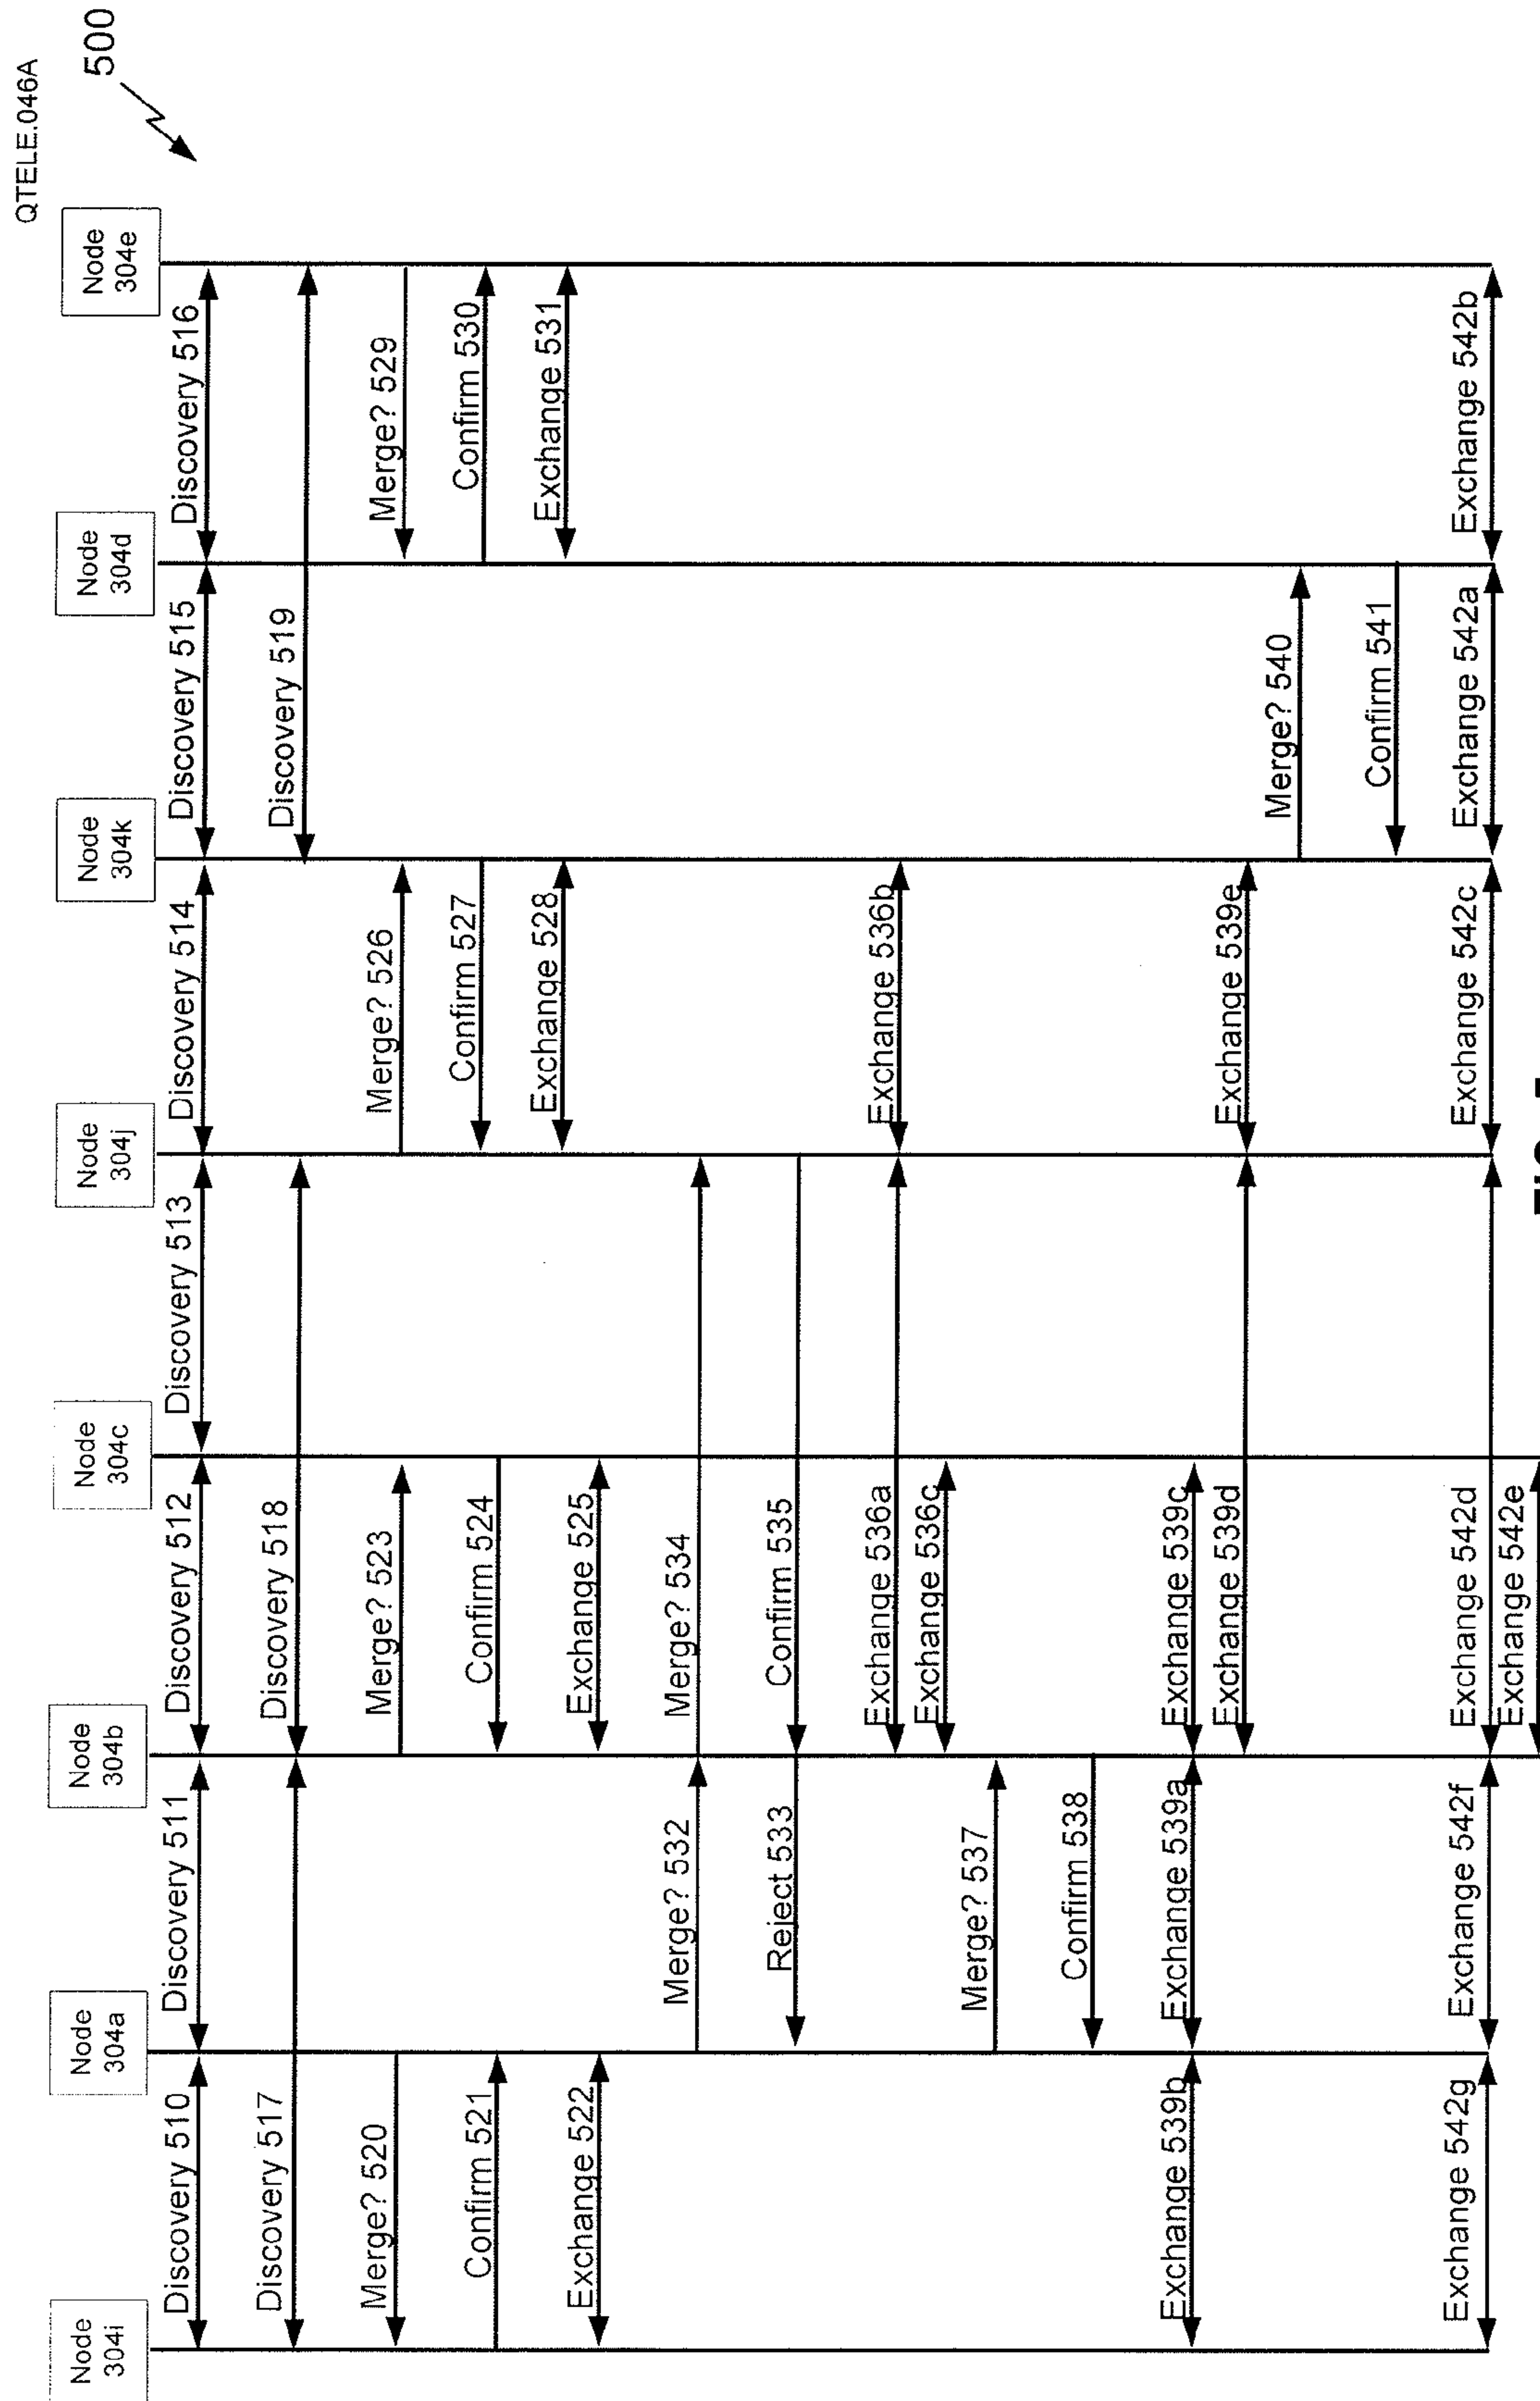 QTELE.046A
500
Node
304i
Node
304a
Node
304b
Node
304c
Node
304j
Node
304k
Node
304d
Node
304e
Discovery 510
Discovery 511
Discovery 512
Discovery 513
Discovery 514
Discovery 515
Discovery 516
Discovery 517
Discovery 518
Discovery 519
Merge? 520
Merge? 523
Merge? 526
Merge? 529
Confirm 521
Confirm 524
Confirm 527
Confirm 530
Exchange 522
Exchange 525
Exchange 528
Exchange 531
Merge? 532
Merge? 534
Reject 533
Confirm 535
Exchange 536a
Exchange 536b
Exchange 536c
Merge? 537
Confirm 538
Exchange 539b
Exchange 539a
Exchange 539c
Exchange 539d
Exchange 539e
Merge? 540
Confirm 541
Exchange 542g
Exchange 542f
Exchange 542d
Exchange 542c
Exchange 542a
Exchange 542b
Exchange 542e